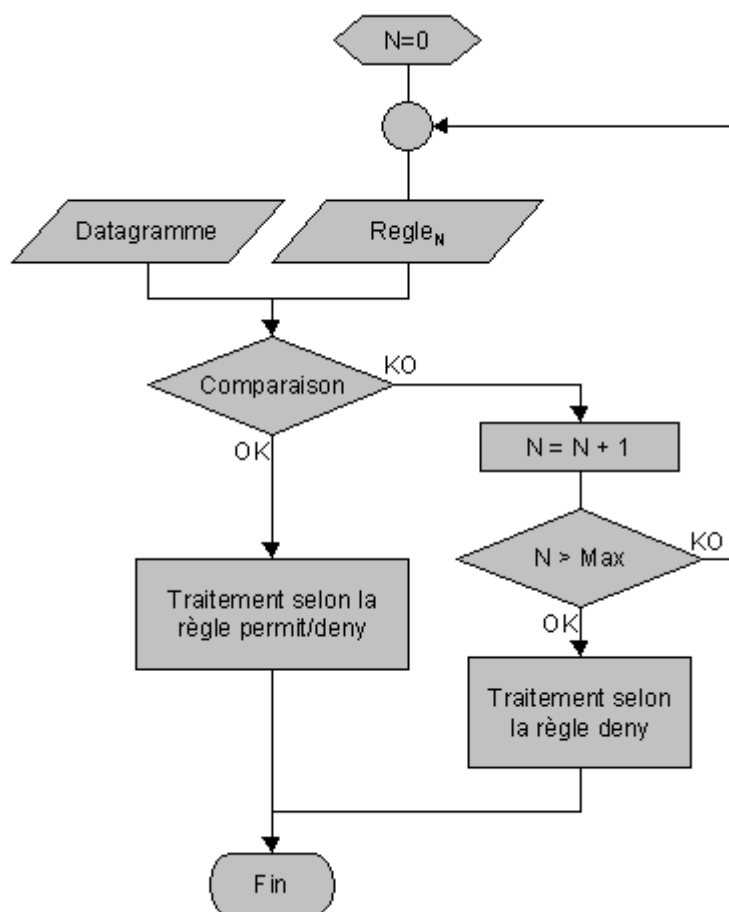 N=0
Datagramme
Regle_N
Comparaison
KO
OK
N = N + 1
N > Max
KO
OK
Traitement selon la
règle permit/deny
Traitement selon
la règle deny
Fin